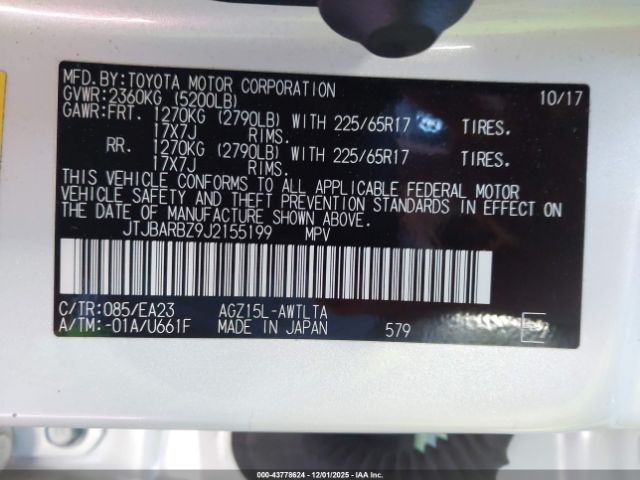 MFD.BY:TOYOTA MOTOR CORPORATION 10/17
GVWR:2360KG (5200LB)
GAWR:FRT. 1270KG (2790LB) WITH 225/65R17 TIRES.
17X7J RIMS.
RR. 1270KG (2790LB) WITH 225/65R17 TIRES.
17X7J RIMS.
THIS VEHICLE CONFORMS TO ALL APPLICABLE FEDERAL MOTOR
VEHICLE SAFETY AND THEFT PREVENTION STANDARDS IN EFFECT ON
THE DATE OF MANUFACTURE SHOWN ABOVE.
JTJBARBZ9J2155199 MPV
C/TR:085/EA23 AGZ15L-AWTLTA
A/TM:-01A/U661F MADE IN JAPAN 579
000-43778624 - 12/01/2025 - IAA Inc.